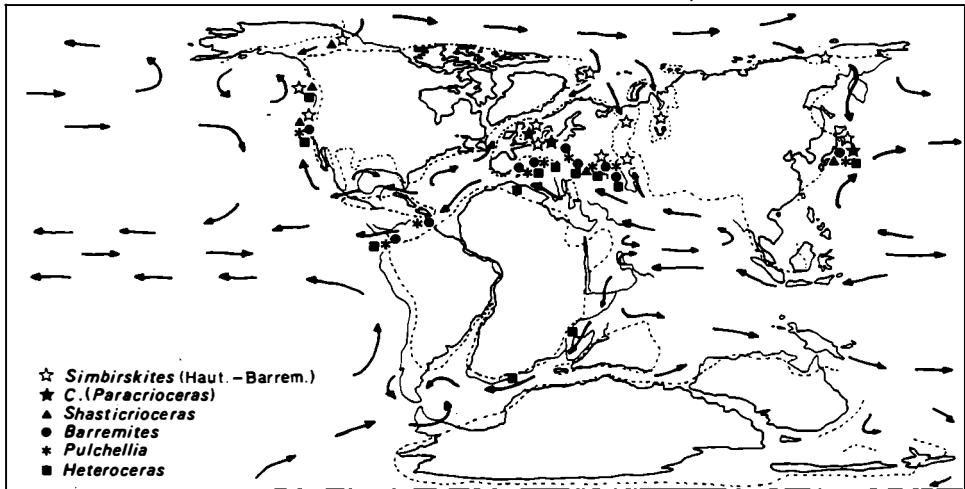 Simbirskites (Haut.-Barrem.)
C.(Paracrioceras)
Shasticrioceras
Barremites
Pulchellia
Heteroceras